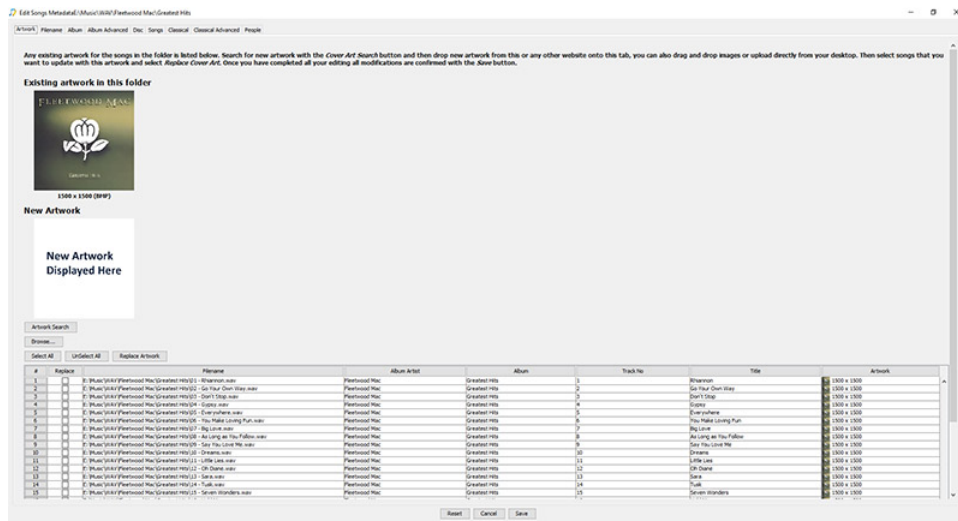 Edit Songs MetadataE:\Music\WAV\Fleetwood Mac\Greatest Hits
Artwork Filename Album Album Advanced Disc Songs Classical Classical Advanced People
Any existing artwork for the songs in the folder is listed below. Search for new artwork with the Cover Art Search button and then drop new artwork from this or any other website onto this tab, you can also drag and drop images or upload directly from your desktop. Then select songs that you
want to update with this artwork and select Replace Cover Art. Once you have completed all your editing all modifications are confirmed with the Save button.
Existing artwork in this folder
FLEETWOOD MAC
GREATEST HITS
1500 x 1500 (BMP)
New Artwork
New Artwork
Displayed Here
Artwork Search
Browse...
Select All UnSelect All Replace Artwork
# Replace Filename Album Artist Album Track No Title Artwork
1 E:\Music\WAV\Fleetwood Mac\Greatest Hits\01 - Rhiannon.wav Fleetwood Mac Greatest Hits 1 Rhiannon 1500 x 1500
2 E:\Music\WAV\Fleetwood Mac\Greatest Hits\02 - Go Your Own Way.wav Fleetwood Mac Greatest Hits 2 Go Your Own Way 1500 x 1500
3 E:\Music\WAV\Fleetwood Mac\Greatest Hits\03 - Don't Stop.wav Fleetwood Mac Greatest Hits 3 Don't Stop 1500 x 1500
4 E:\Music\WAV\Fleetwood Mac\Greatest Hits\04 - Gypsy.wav Fleetwood Mac Greatest Hits 4 Gypsy 1500 x 1500
5 E:\Music\WAV\Fleetwood Mac\Greatest Hits\05 - Everywhere.wav Fleetwood Mac Greatest Hits 5 Everywhere 1500 x 1500
6 E:\Music\WAV\Fleetwood Mac\Greatest Hits\06 - You Make Loving Fun.wav Fleetwood Mac Greatest Hits 6 You Make Loving Fun 1500 x 1500
7 E:\Music\WAV\Fleetwood Mac\Greatest Hits\07 - Big Love.wav Fleetwood Mac Greatest Hits 7 Big Love 1500 x 1500
8 E:\Music\WAV\Fleetwood Mac\Greatest Hits\08 - As Long as You Follow.wav Fleetwood Mac Greatest Hits 8 As Long as You Follow 1500 x 1500
9 E:\Music\WAV\Fleetwood Mac\Greatest Hits\09 - Say You Love Me.wav Fleetwood Mac Greatest Hits 9 Say You Love Me 1500 x 1500
10 E:\Music\WAV\Fleetwood Mac\Greatest Hits\10 - Dreams.wav Fleetwood Mac Greatest Hits 10 Dreams 1500 x 1500
11 E:\Music\WAV\Fleetwood Mac\Greatest Hits\11 - Little Lies.wav Fleetwood Mac Greatest Hits 11 Little Lies 1500 x 1500
12 E:\Music\WAV\Fleetwood Mac\Greatest Hits\12 - Oh Diane.wav Fleetwood Mac Greatest Hits 12 Oh Diane 1500 x 1500
13 E:\Music\WAV\Fleetwood Mac\Greatest Hits\13 - Sara.wav Fleetwood Mac Greatest Hits 13 Sara 1500 x 1500
14 E:\Music\WAV\Fleetwood Mac\Greatest Hits\14 - Tusk.wav Fleetwood Mac Greatest Hits 14 Tusk 1500 x 1500
15 E:\Music\WAV\Fleetwood Mac\Greatest Hits\15 - Seven Wonders.wav Fleetwood Mac Greatest Hits 15 Seven Wonders 1500 x 1500
Reset Cancel Save